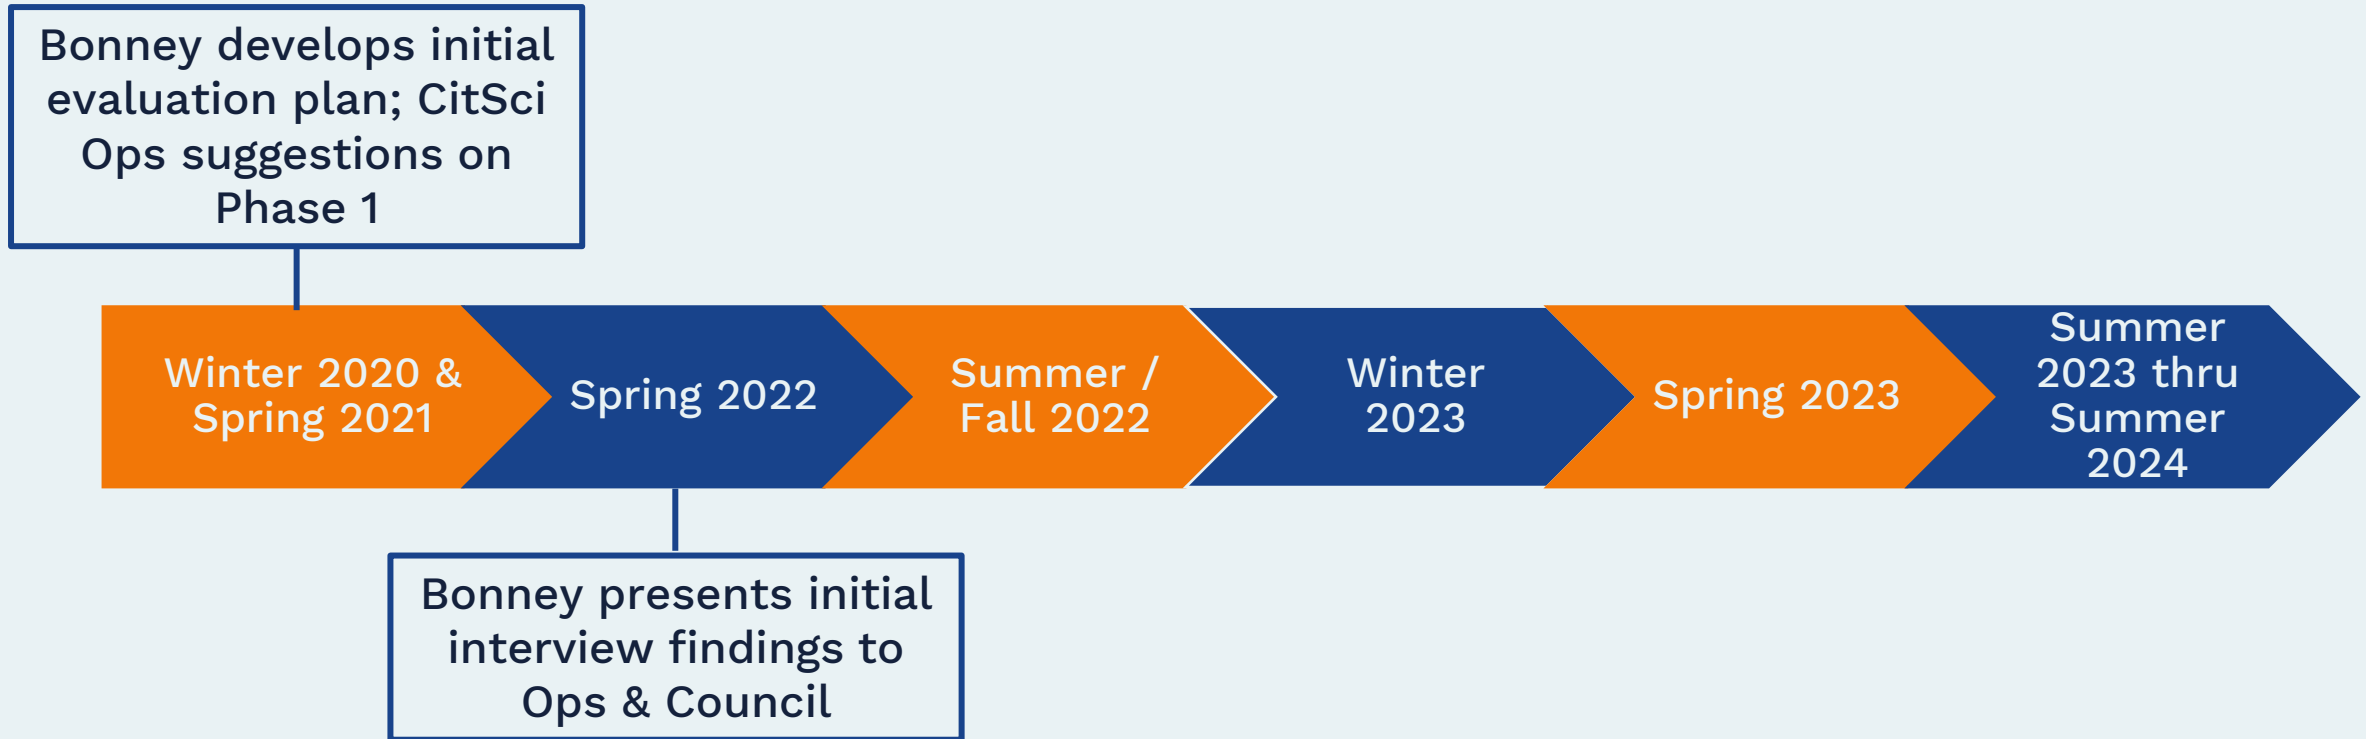 Bonney develops initial
evaluation plan; CitSci
Ops suggestions on
Phase 1
Winter 2020 &
Spring 2021
Spring 2022
Summer /
Fall 2022
Winter
2023
Spring 2023
Summer
2023 thru
Summer
2024
Bonney presents initial
interview findings to
Ops & Council